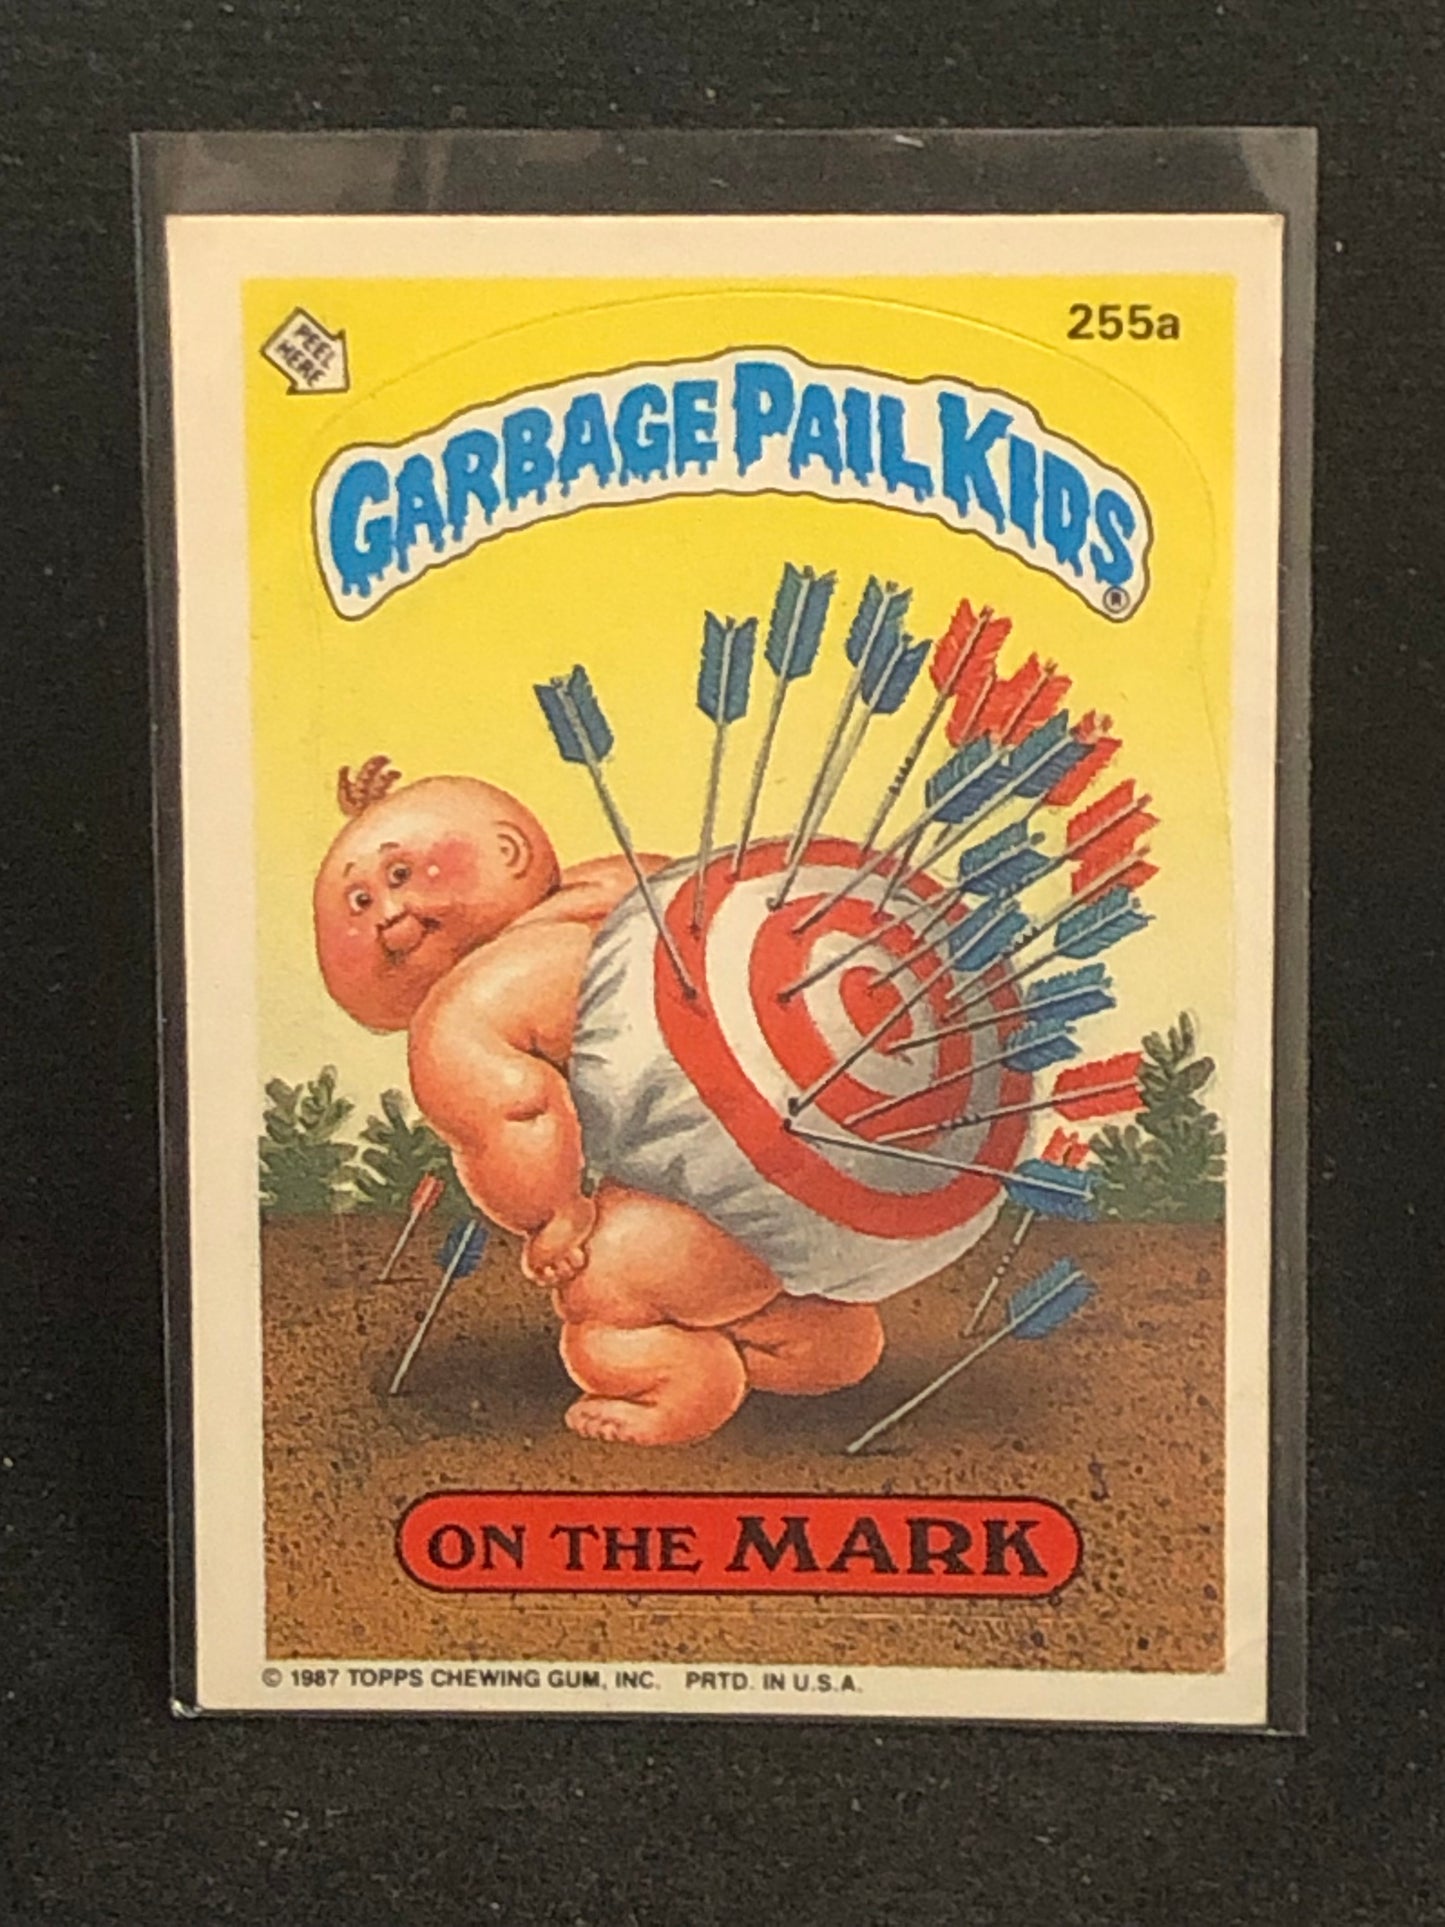 PEEL
HERE
255a
GARBAGE PAIL KIDS®
ON THE MARK
© 1987 TOPPS CHEWING GUM, INC. PRTD. IN U.S.A.